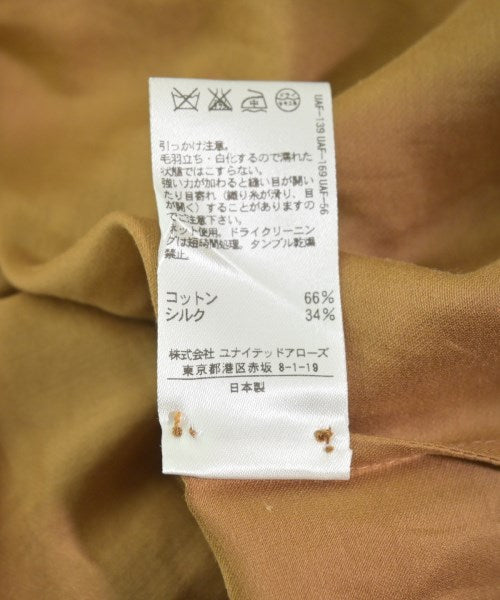 UAF-139 UAF-169 UAF-56
引っかけ注意。
毛羽立ち・白化するので濡れた
状態ではこすらない。
強い力が加わると縫い目が開い
たり目寄れ（織り糸が滑り、目
が開く）することがありますの
でご注意下さい。
ネット使用。ドライクリーニン
グは短時間処理。タンブル乾燥
禁止。
コットン 66%
シルク 34%
株式会社 ユナイテッドアローズ
東京都港区赤坂 8-1-19
日本製